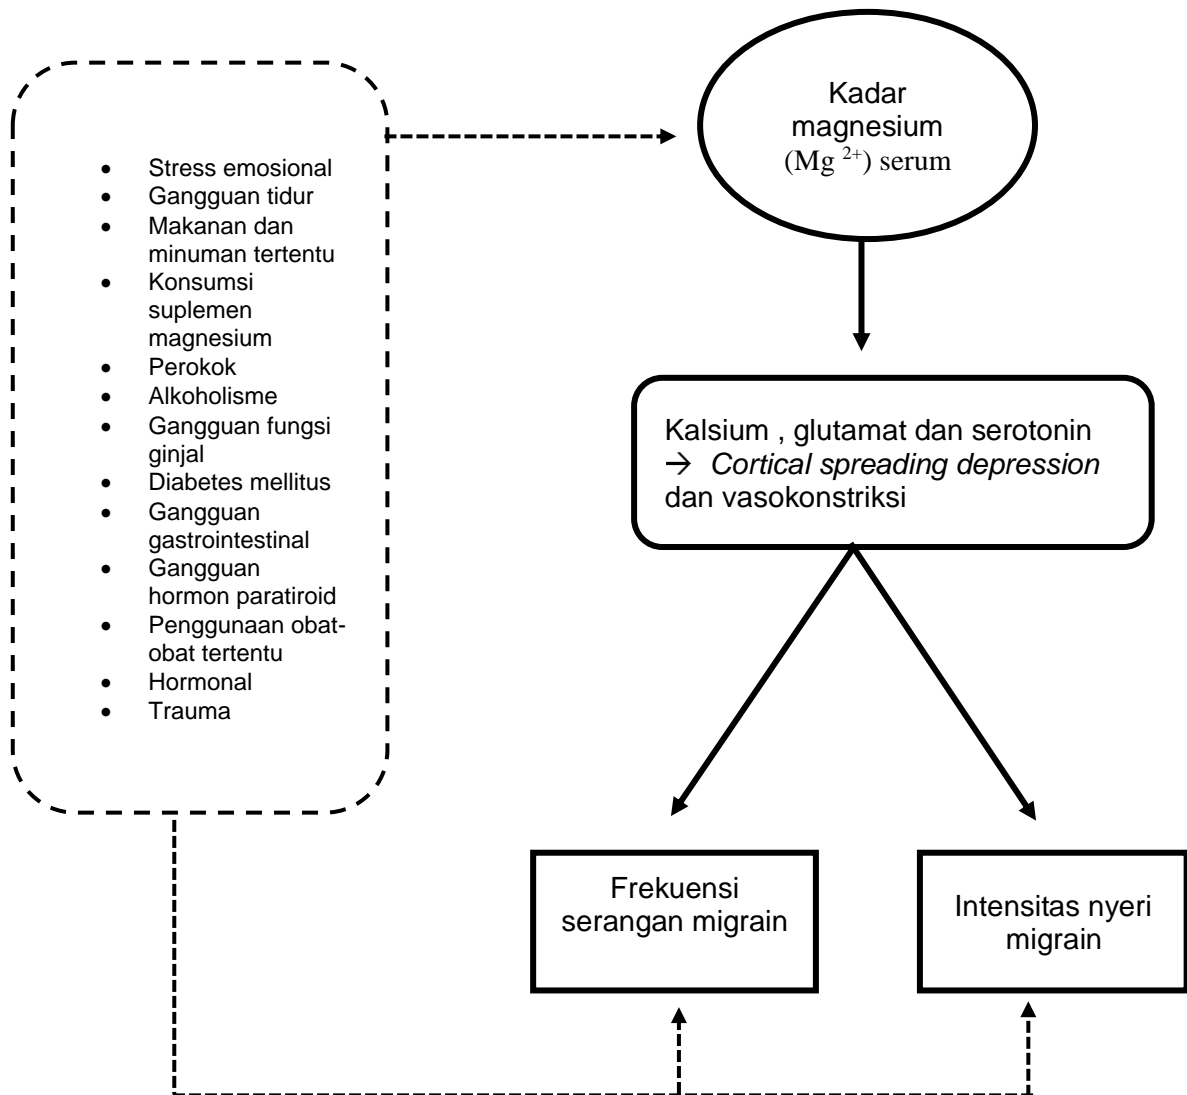 Kadar
magnesium
(Mg ²⁺) serum
• Stress emosional
• Gangguan tidur
• Makanan dan
minuman tertentu
• Konsumsi
suplemen
magnesium
• Perokok
• Alkoholisme
• Gangguan fungsi
ginjal
• Diabetes mellitus
• Gangguan
gastrointestinal
• Gangguan
hormon paratiroid
• Penggunaan obat-
obat tertentu
• Hormonal
• Trauma
Kalsium , glutamat dan serotonin
→ Cortical spreading depression
dan vasokonstriksi
Frekuensi
serangan migrain
Intensitas nyeri
migrain